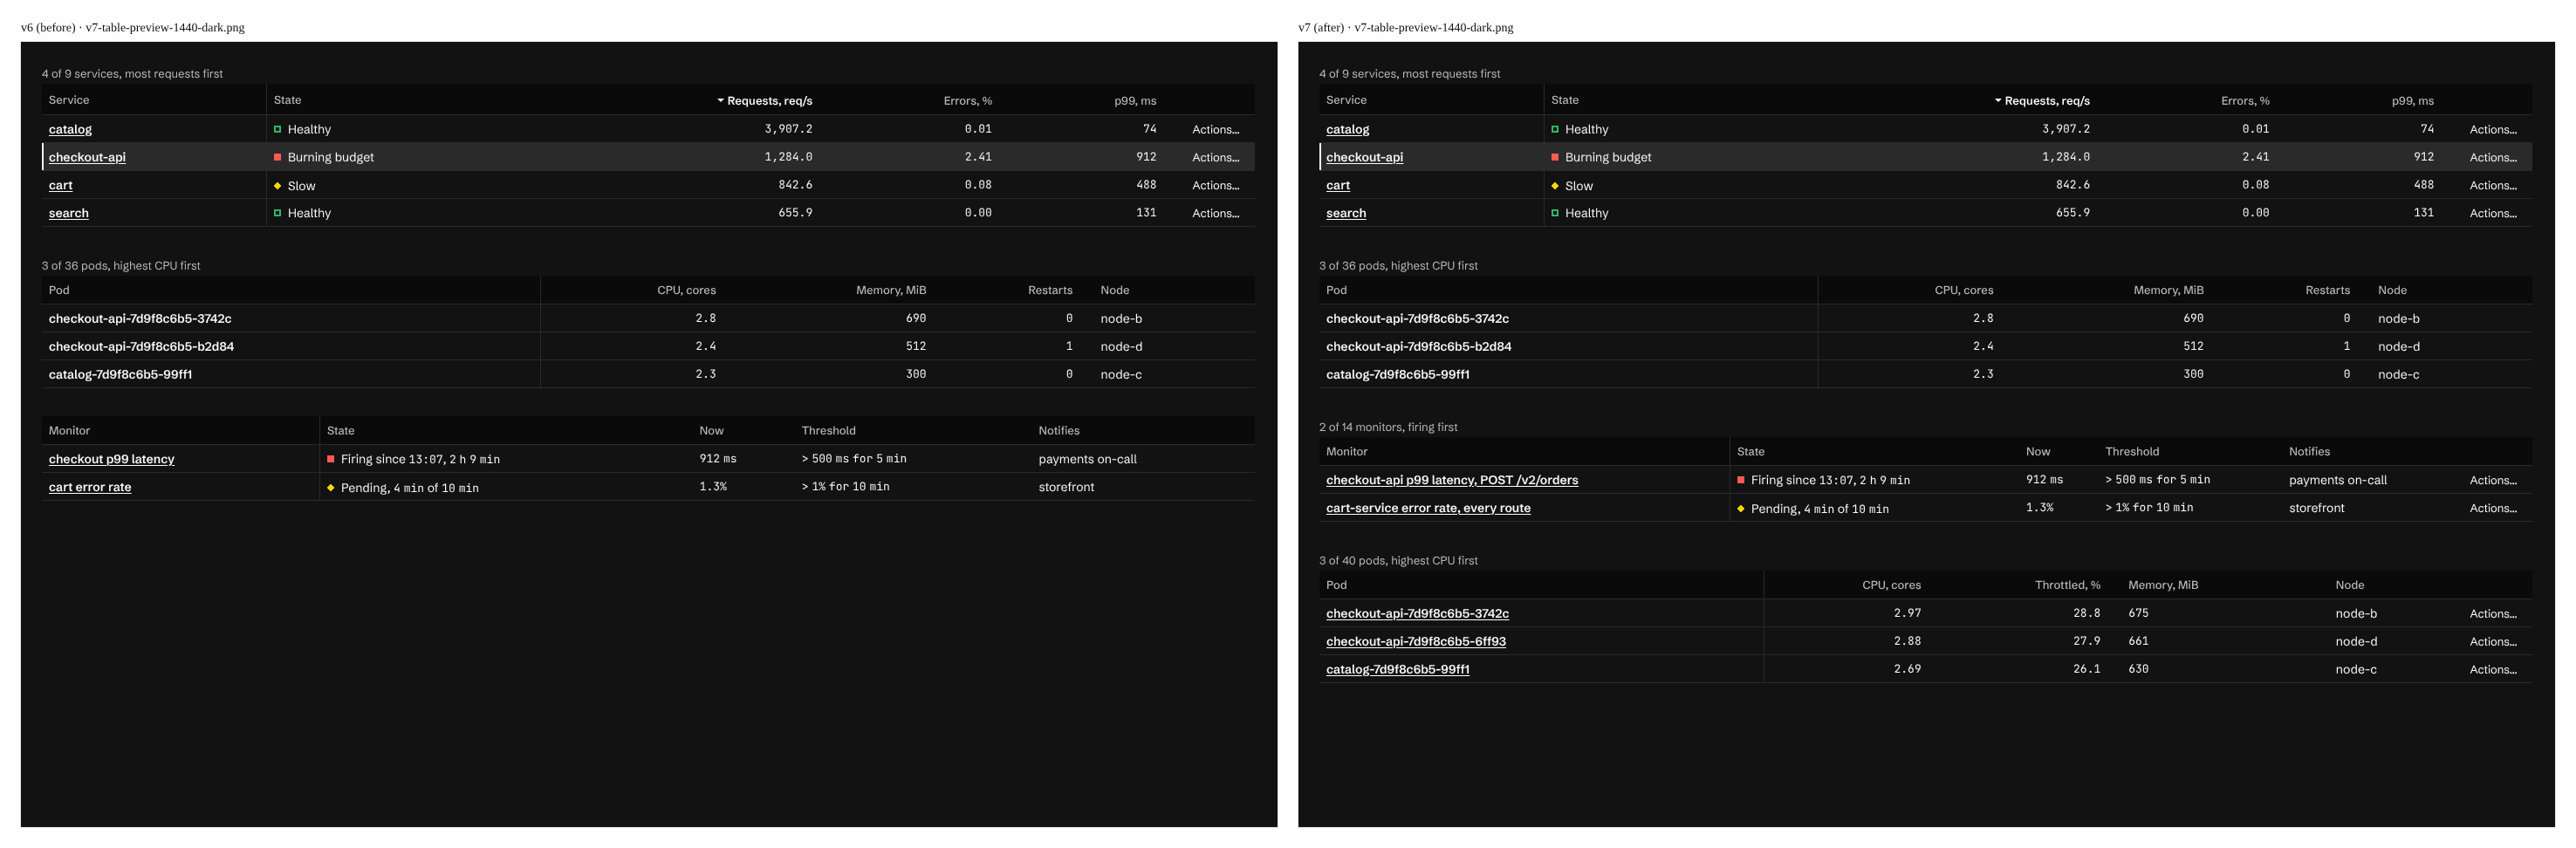 v6 (before) · v7-table-preview-1440-dark.png
4 of 9 services, most requests first
Service State Requests, req/s Errors, % p99, ms
catalog Healthy 3,907.2 0.01 74 Actions…
checkout-api Burning budget 1,284.0 2.41 912 Actions…
cart Slow 842.6 0.08 488 Actions…
search Healthy 655.9 0.00 131 Actions…
3 of 36 pods, highest CPU first
Pod CPU, cores Memory, MiB Restarts Node
checkout-api-7d9f8c6b5-3742c 2.8 690 0 node-b
checkout-api-7d9f8c6b5-b2d84 2.4 512 1 node-d
catalog-7d9f8c6b5-99ff1 2.3 300 0 node-c
Monitor State Now Threshold Notifies
checkout p99 latency Firing since 13:07, 2 h 9 min 912 ms > 500 ms for 5 min payments on-call
cart error rate Pending, 4 min of 10 min 1.3% > 1% for 10 min storefront
v7 (after) · v7-table-preview-1440-dark.png
4 of 9 services, most requests first
Service State Requests, req/s Errors, % p99, ms
catalog Healthy 3,907.2 0.01 74 Actions…
checkout-api Burning budget 1,284.0 2.41 912 Actions…
cart Slow 842.6 0.08 488 Actions…
search Healthy 655.9 0.00 131 Actions…
3 of 36 pods, highest CPU first
Pod CPU, cores Memory, MiB Restarts Node
checkout-api-7d9f8c6b5-3742c 2.8 690 0 node-b
checkout-api-7d9f8c6b5-b2d84 2.4 512 1 node-d
catalog-7d9f8c6b5-99ff1 2.3 300 0 node-c
2 of 14 monitors, firing first
Monitor State Now Threshold Notifies
checkout-api p99 latency, POST /v2/orders Firing since 13:07, 2 h 9 min 912 ms > 500 ms for 5 min payments on-call Actions…
cart-service error rate, every route Pending, 4 min of 10 min 1.3% > 1% for 10 min storefront Actions…
3 of 40 pods, highest CPU first
Pod CPU, cores Throttled, % Memory, MiB Node
checkout-api-7d9f8c6b5-3742c 2.97 28.8 675 node-b Actions…
checkout-api-7d9f8c6b5-6ff93 2.88 27.9 661 node-d Actions…
catalog-7d9f8c6b5-99ff1 2.69 26.1 630 node-c Actions…